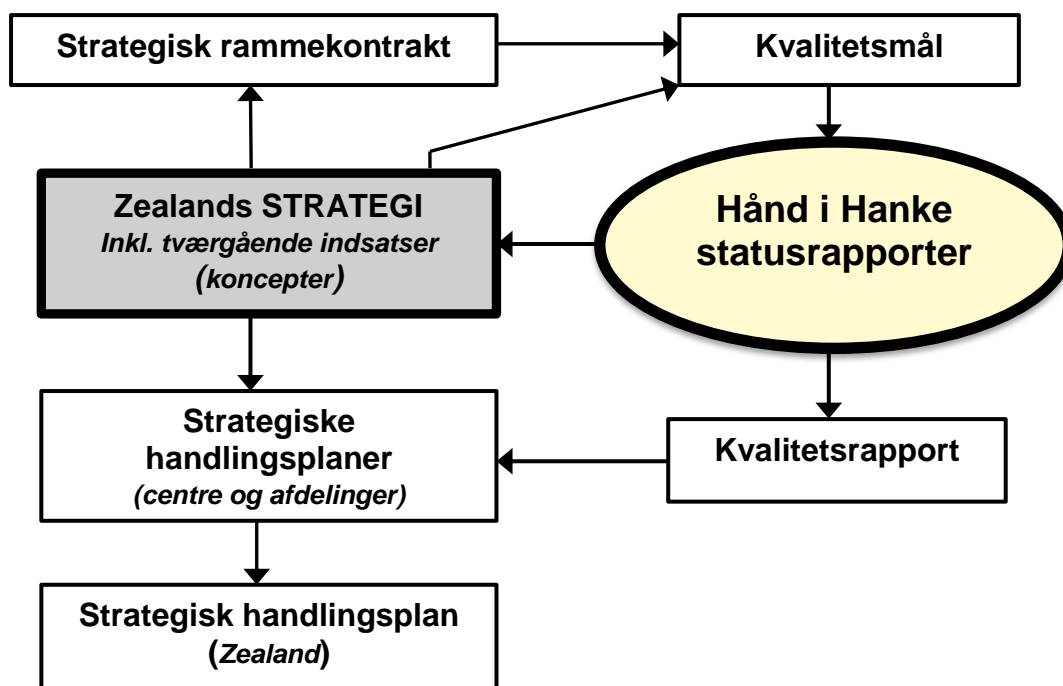 Strategisk rammekontrakt
Kvalitetsmål
Zealands STRATEGI
Inkl. tværgående indsatser
(koncepter)
Hånd i Hanke
statusrapporter
Strategiske
handlingsplaner
(centre og afdelinger)
Kvalitetsrapport
Strategisk handlingsplan
(Zealand)